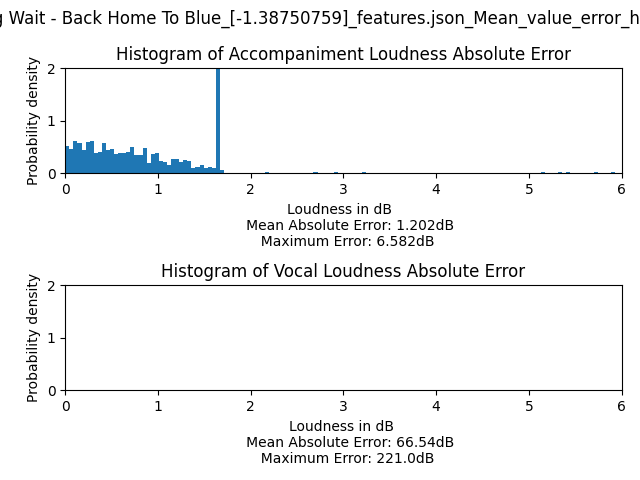 Wait - Back Home To Blue_[-1.38750759]_features.json_Mean_value_error_h
Histogram of Accompaniment Loudness Absolute Error
Probability density
2
1
0
0 1 2 3 4 5 6
Loudness in dB
Mean Absolute Error: 1.202dB
Maximum Error: 6.582dB
Histogram of Vocal Loudness Absolute Error
Probability density
2
1
0
0 1 2 3 4 5 6
Loudness in dB
Mean Absolute Error: 66.54dB
Maximum Error: 221.0dB